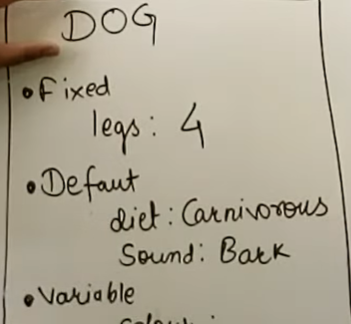 DOG
• Fixed
legs: 4
• Defaut
diet: Carnivorous
Sound: Bark
• Variable